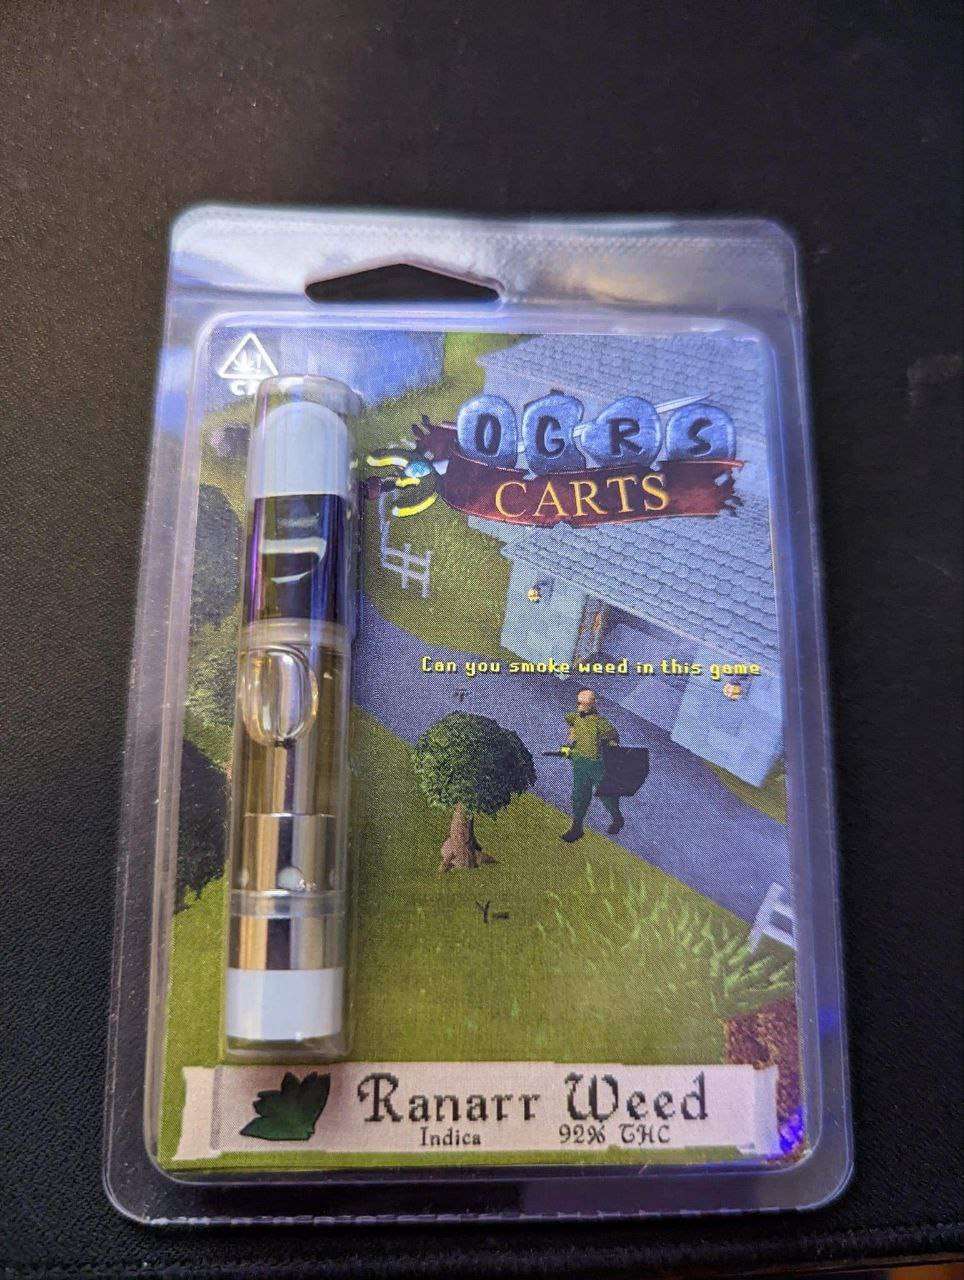 OGRS
CARTS
Can you smoke weed in this game
Ranarr Weed
Indica 92% THC